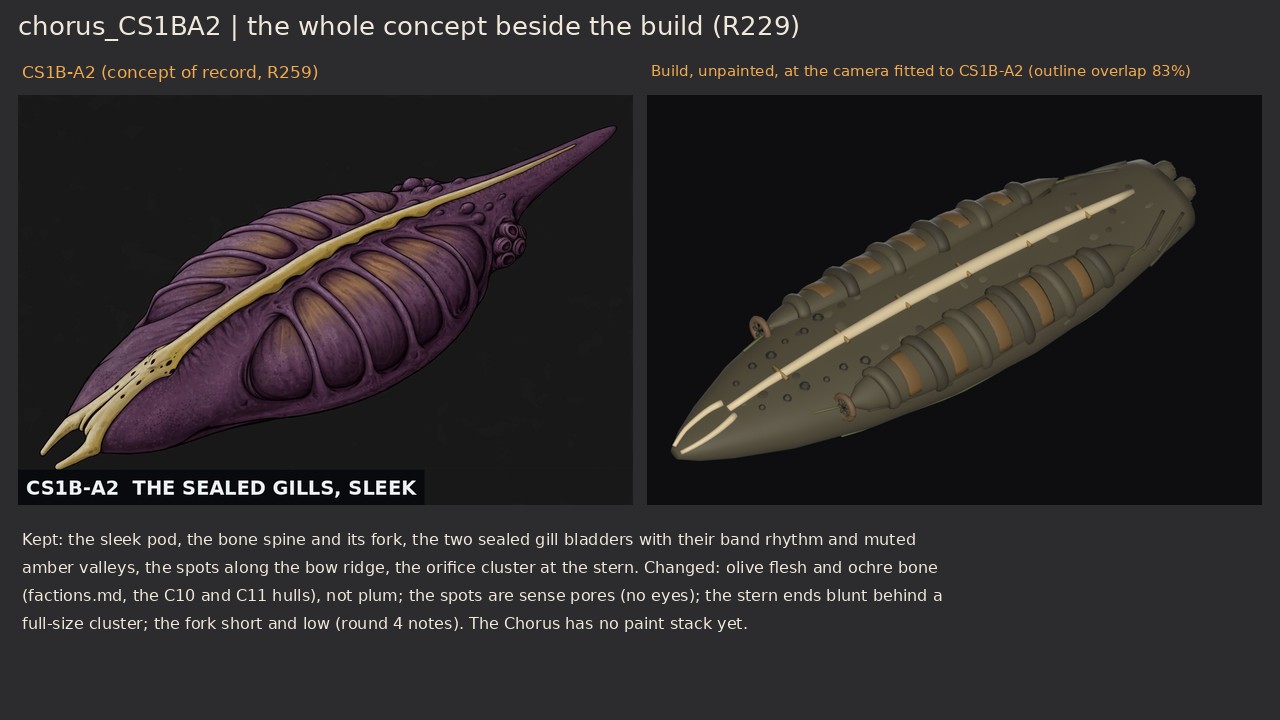 chorus_CS1BA2 | the whole concept beside the build (R229)
CS1B-A2 (concept of record, R259)
Build, unpainted, at the camera fitted to CS1B-A2 (outline overlap 83%)
CS1B-A2 THE SEALED GILLS, SLEEK
Kept: the sleek pod, the bone spine and its fork, the two sealed gill bladders with their band rhythm and muted
amber valleys, the spots along the bow ridge, the orifice cluster at the stern. Changed: olive flesh and ochre bone
(factions.md, the C10 and C11 hulls), not plum; the spots are sense pores (no eyes); the stern ends blunt behind a
full-size cluster; the fork short and low (round 4 notes). The Chorus has no paint stack yet.